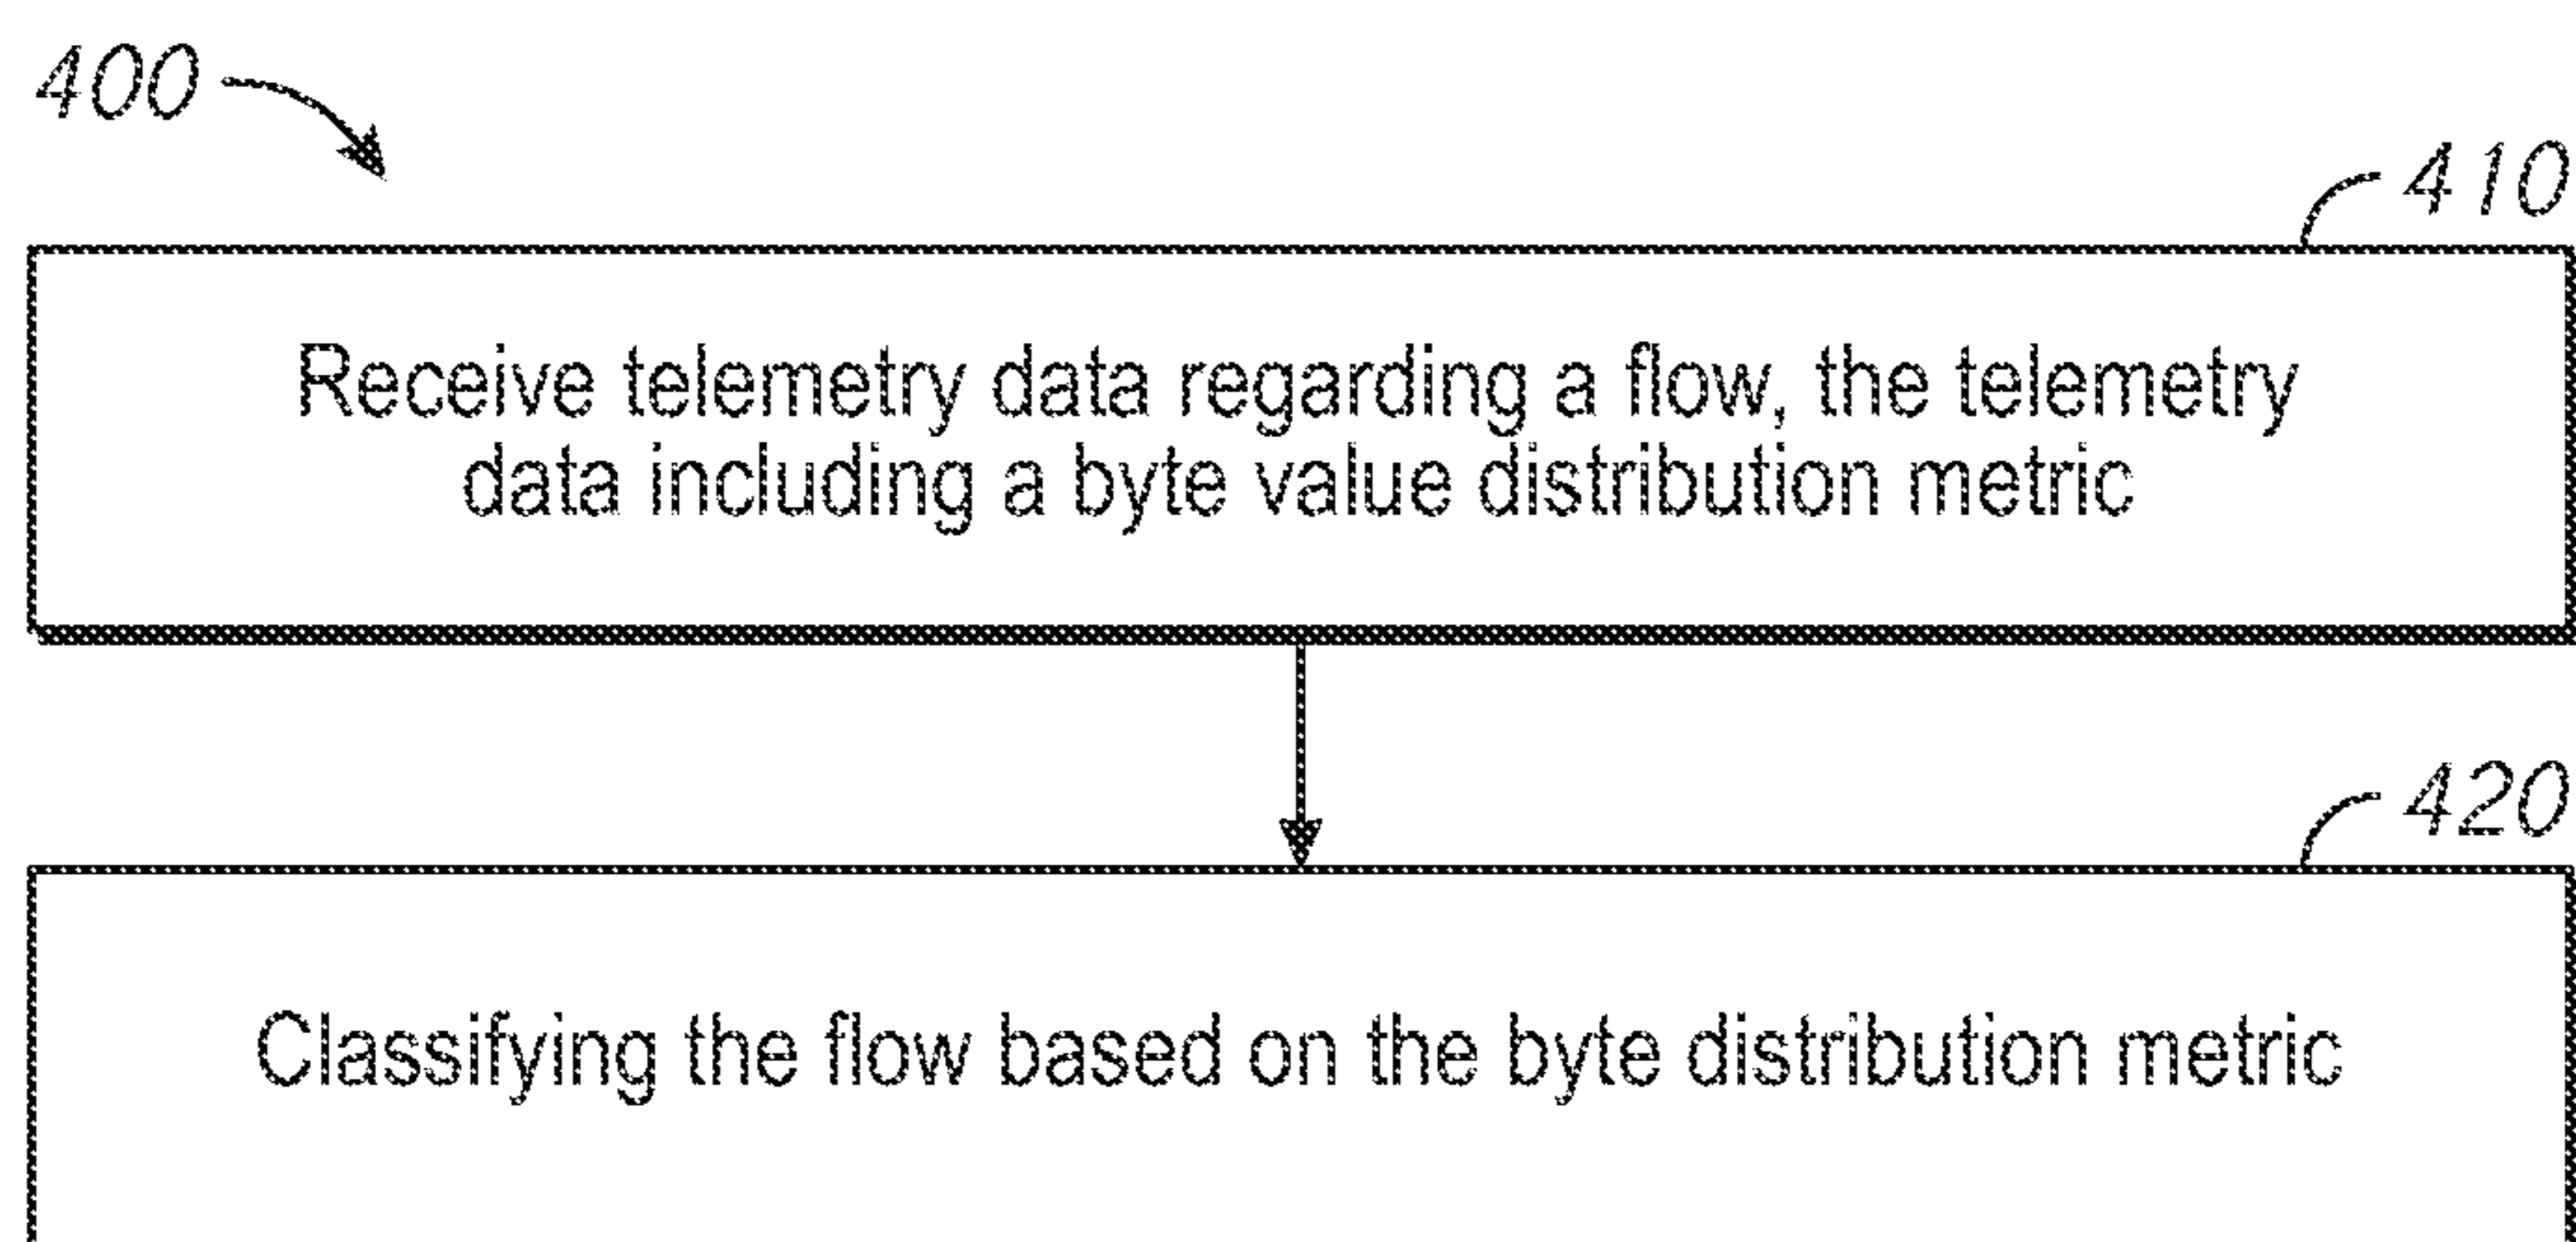 400
410
Receive telemetry data regarding a flow, the telemetry
data including a byte value distribution metric
420
Classifying the flow based on the byte distribution metric